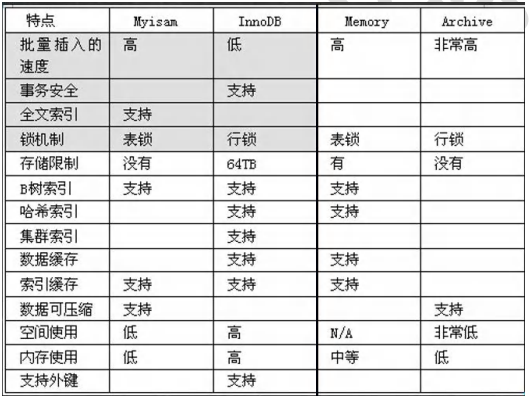 特点 Myisam InnoDB Memory Archive
批量插入的 高 低 高 非常高
速度
事务安全 支持
全文索引 支持
锁机制 表锁 行锁 表锁 行锁
存储限制 没有 64TB 有 没有
B树索引 支持 支持 支持
哈希索引 支持 支持
集群索引 支持
数据缓存 支持 支持
索引缓存 支持 支持 支持
数据可压缩 支持 支持
空间使用 低 高 N/A 非常低
内存使用 低 高 中等 低
支持外键 支持